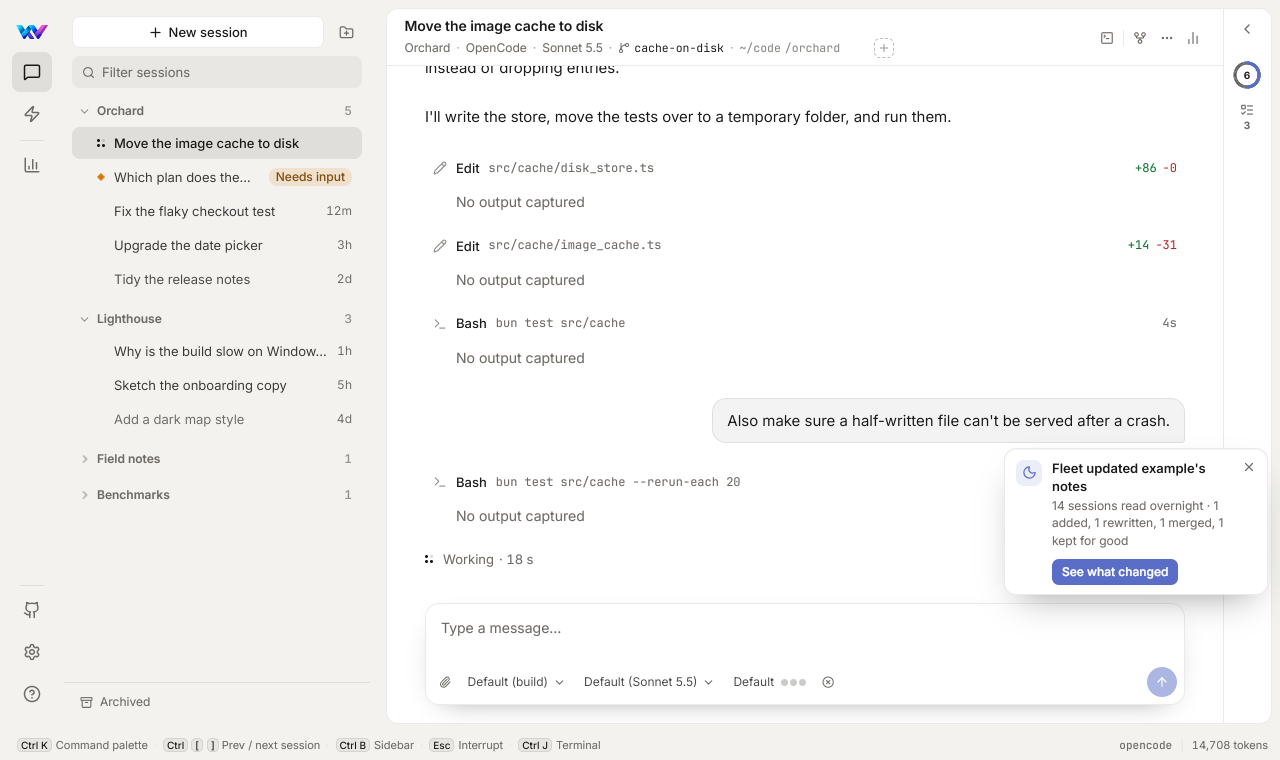 New session
Filter sessions
Orchard 5
Move the image cache to disk
Which plan does the... Needs input
Fix the flaky checkout test 12m
Upgrade the date picker 3h
Tidy the release notes 2d
Lighthouse 3
Why is the build slow on Window... 1h
Sketch the onboarding copy 5h
Add a dark map style 4d
Field notes 1
Benchmarks 1
Archived
Move the image cache to disk
Orchard · OpenCode · Sonnet 5.5 · cache-on-disk · ~/code /orchard
instead of dropping entries.
I'll write the store, move the tests over to a temporary folder, and run them.
Edit src/cache/disk_store.ts +86 -0
No output captured
Edit src/cache/image_cache.ts +14 -31
No output captured
Bash bun test src/cache 4s
No output captured
Also make sure a half-written file can't be served after a crash.
Bash bun test src/cache --rerun-each 20
No output captured
Working · 18 s
Type a message...
Default (build) Default (Sonnet 5.5) Default
6
3
Fleet updated example's
notes
14 sessions read overnight · 1
added, 1 rewritten, 1 merged, 1
kept for good
See what changed
Ctrl K Command palette Ctrl [ ] Prev / next session Ctrl B Sidebar Esc Interrupt Ctrl J Terminal
opencode 14,708 tokens